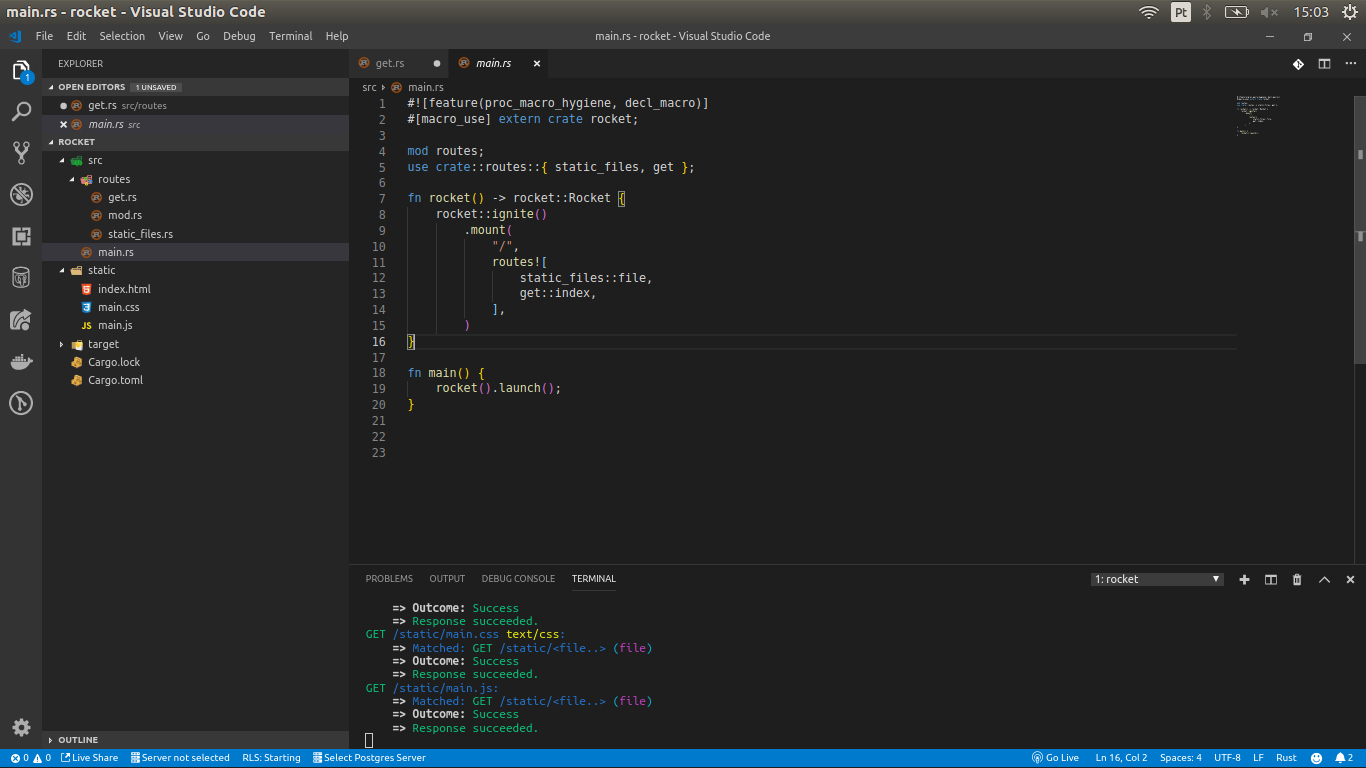 main.rs - rocket - Visual Studio Code
Pt
15:03
File Edit Selection View Go Debug Terminal Help
main.rs - rocket - Visual Studio Code
1
EXPLORER
OPEN EDITORS 1 UNSAVED
get.rs src/routes
main.rs src
ROCKET
src
routes
get.rs
mod.rs
static_files.rs
main.rs
static
index.html
main.css
JS main.js
target
Cargo.lock
Cargo.toml
OUTLINE
get.rs
main.rs
src main.rs
1 #![feature(proc_macro_hygiene, decl_macro)]
2 #[macro_use] extern crate rocket;
3
4 mod routes;
5 use crate::routes::{ static_files, get };
6
7 fn rocket() -> rocket::Rocket {
8     rocket::ignite()
9         .mount(
10             "/",
11             routes![
12                 static_files::file,
13                 get::index,
14             ],
15         )
16 }
17
18 fn main() {
19     rocket().launch();
20 }
21
22
23
PROBLEMS OUTPUT DEBUG CONSOLE TERMINAL
1: rocket
=> Outcome: Success
=> Response succeeded.
GET /static/main.css text/css:
=> Matched: GET /static/<file..> (file)
=> Outcome: Success
=> Response succeeded.
GET /static/main.js:
=> Matched: GET /static/<file..> (file)
=> Outcome: Success
=> Response succeeded.
0 0 Live Share Server not selected RLS: Starting Select Postgres Server
Go Live Ln 16, Col 2 Spaces: 4 UTF-8 LF Rust 2